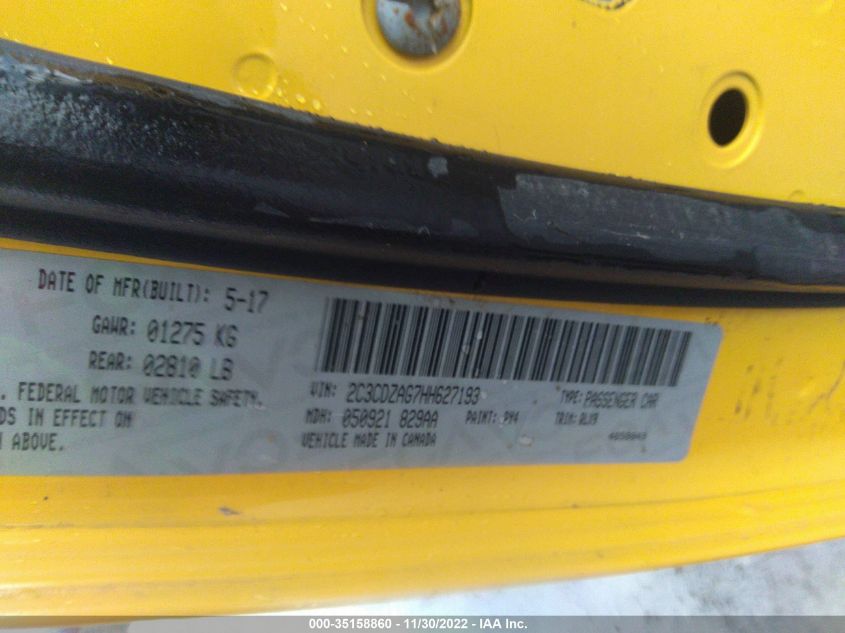 DATE OF MFR(BUILT): 5-17
GAWR: 01275 KG
REAR: 02810 LB
. FEDERAL MOTOR VEHICLE SAFETY.
DS IN EFFECT ON
ABOVE.
VIN: 2C3CDZAG7HH627193
TYPE: PASSENGER CAR
MDH: 050921 829AA
PAINT: PY4
TRIM: ALX9
VEHICLE MADE IN CANADA
000-35158860 - 11/30/2022 - IAA Inc.